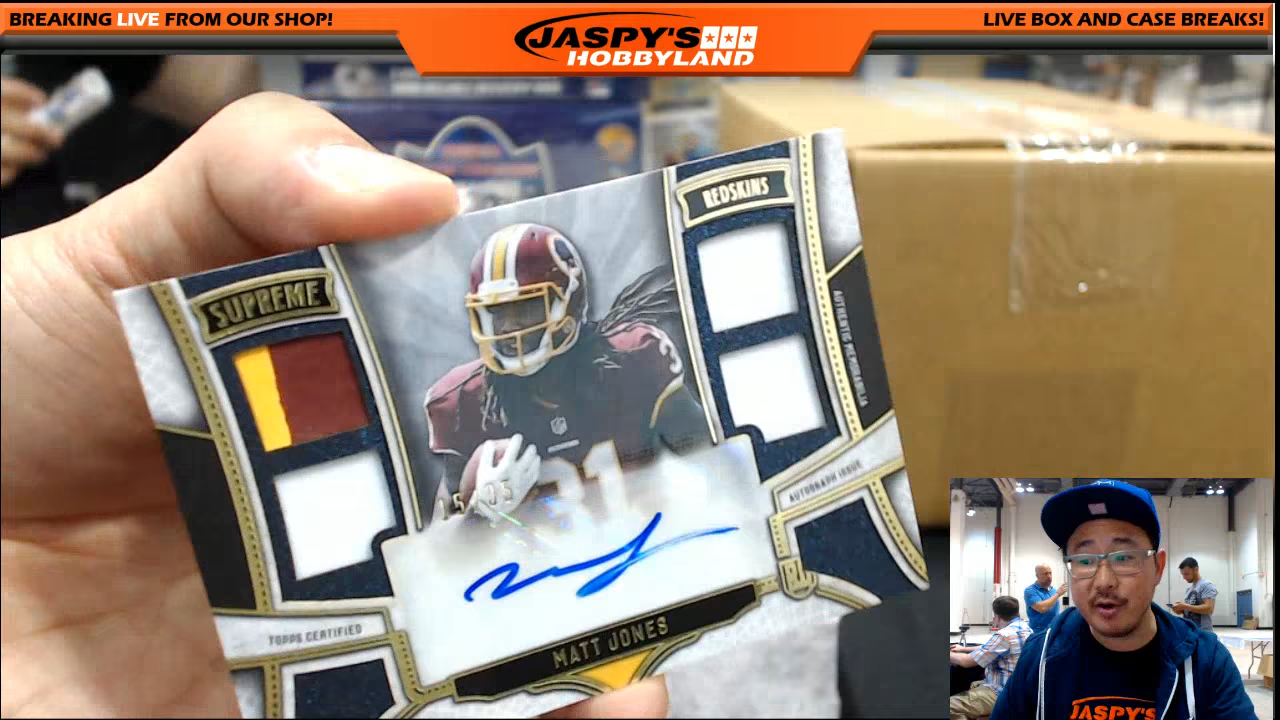 BREAKING LIVE FROM OUR SHOP!
JASPY'S
HOBBYLAND
LIVE BOX AND CASE BREAKS!
SUPREME
REDSKINS
AUTHENTIC MEMORABILIA
31
AUTOGRAPH ISSUE
TOPPS CERTIFIED
MATT JONES
JASPY'S